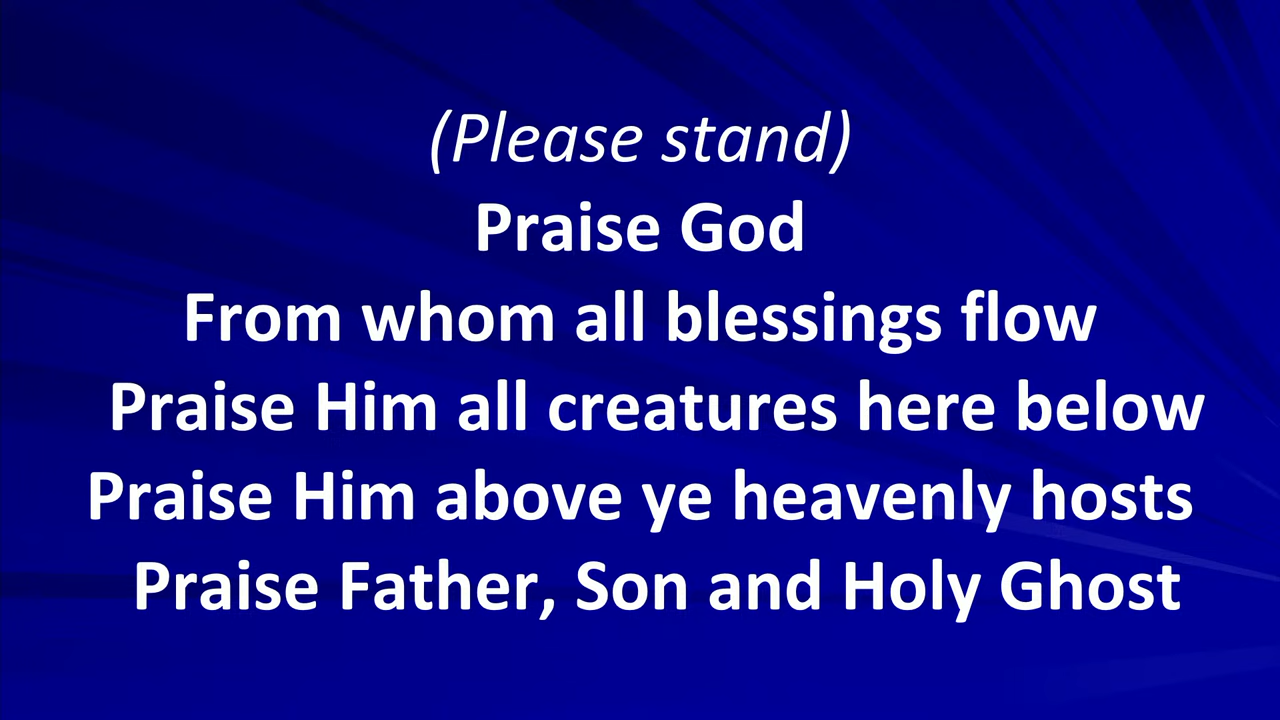 (Please stand)
Praise God
From whom all blessings flow
Praise Him all creatures here below
Praise Him above ye heavenly hosts
Praise Father, Son and Holy Ghost